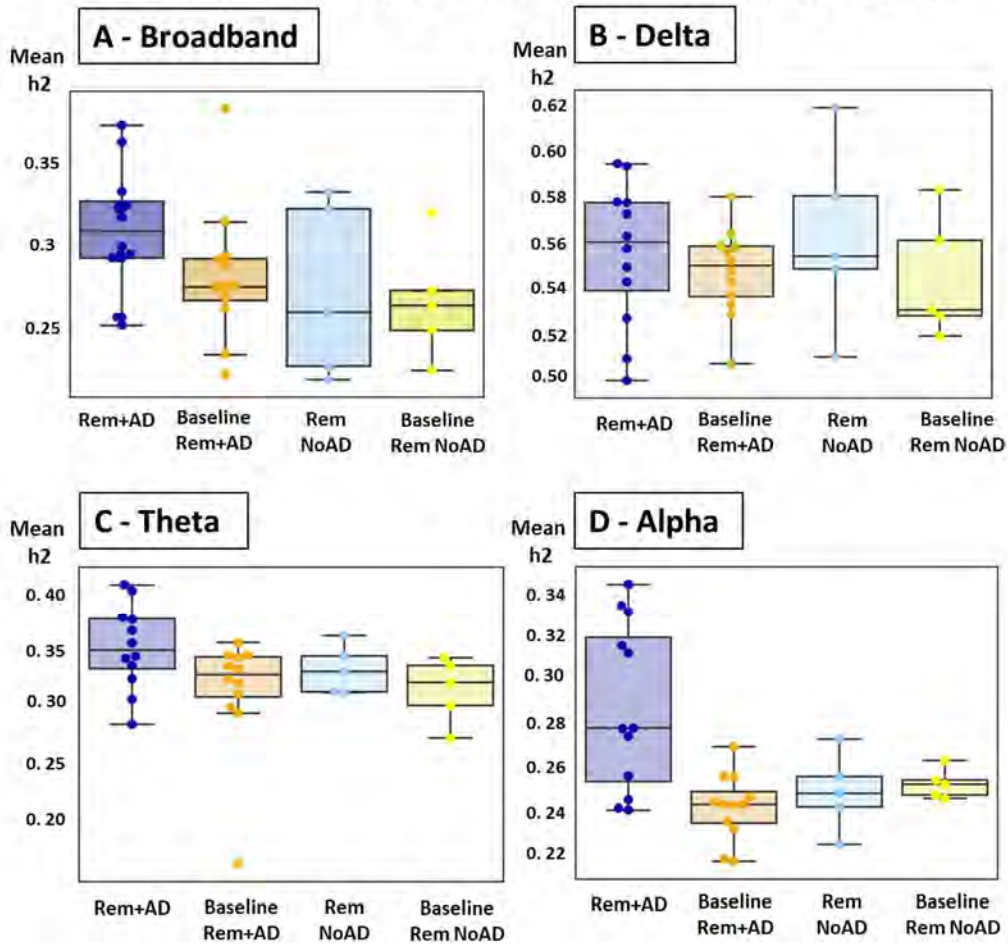 A - Broadband
Mean
h2
0.35
0.3
0.25
Rem+AD
Baseline
Rem+AD
Rem
NoAD
Baseline
Rem NoAD
B - Delta
Mean
h2
0.62
0.60
0.58
0.56
0.54
0.52
0.50
Rem+AD
Baseline
Rem+AD
Rem
NoAD
Baseline
Rem NoAD
C - Theta
Mean
h2
0.40
0.35
0.30
0.25
0.20
Rem+AD
Baseline
Rem+AD
Rem
NoAD
Baseline
Rem NoAD
D - Alpha
Mean
h2
0.34
0.32
0.30
0.28
0.26
0.24
0.22
Rem+AD
Baseline
Rem+AD
Rem
NoAD
Baseline
Rem NoAD